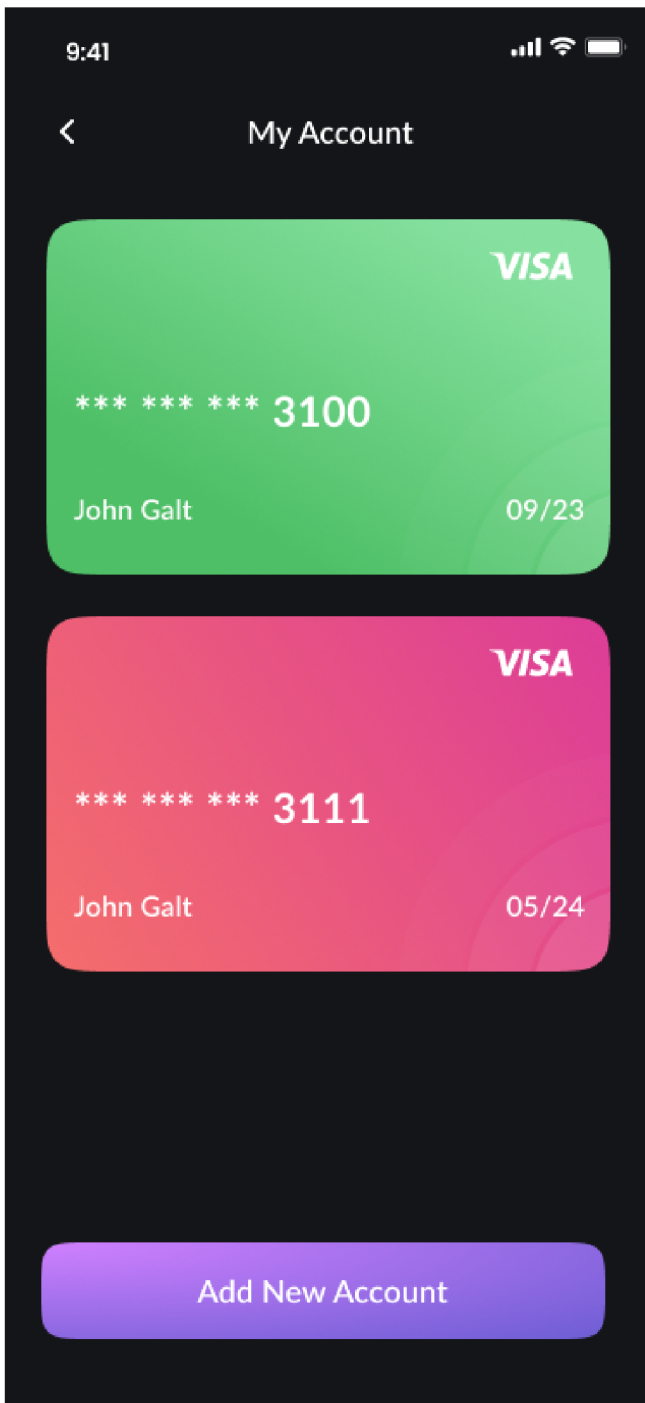 9:41
My Account
VISA
*** *** *** 3100
John Galt 09/23
VISA
*** *** *** 3111
John Galt 05/24
Add New Account